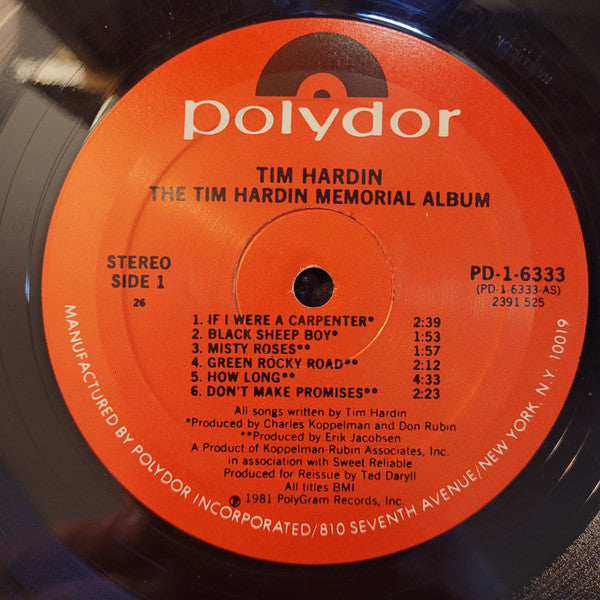 polydor
TIM HARDIN
THE TIM HARDIN MEMORIAL ALBUM
STEREO
SIDE 1
26
PD-1-6333
(PD-1-6333-AS)
2391 525
1. IF I WERE A CARPENTER* 2:39
2. BLACK SHEEP BOY* 1:53
3. MISTY ROSES** 1:57
4. GREEN ROCKY ROAD** 2:12
5. HOW LONG** 4:33
6. DON'T MAKE PROMISES** 2:23
All songs written by Tim Hardin
*Produced by Charles Koppelman and Don Rubin
**Produced by Erik Jacobsen
A Product of Koppelman-Rubin Associates, Inc.
in association with Sweet Reliable
Produced for Reissue by Ted Daryll
All titles BMI
℗ 1981 PolyGram Records, Inc
MANUFACTURED BY POLYDOR INCORPORATED/810 SEVENTH AVENUE/NEW YORK, N.Y. 10019